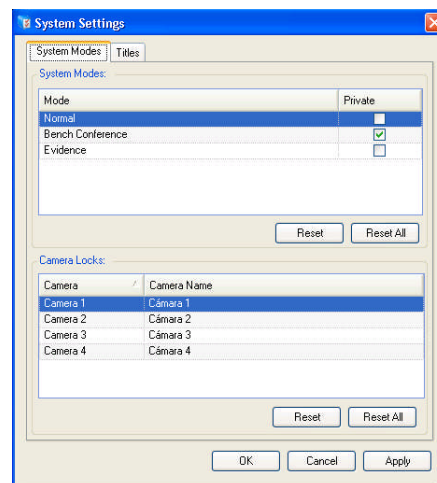 System Settings
System Modes Titles
System Modes:
Mode Private
Normal
Bench Conference
Evidence
Reset Reset All
Camera Locks:
Camera Camera Name
Camera 1 Cámara 1
Camera 2 Cámara 2
Camera 3 Cámara 3
Camera 4 Cámara 4
Reset Reset All
OK Cancel Apply